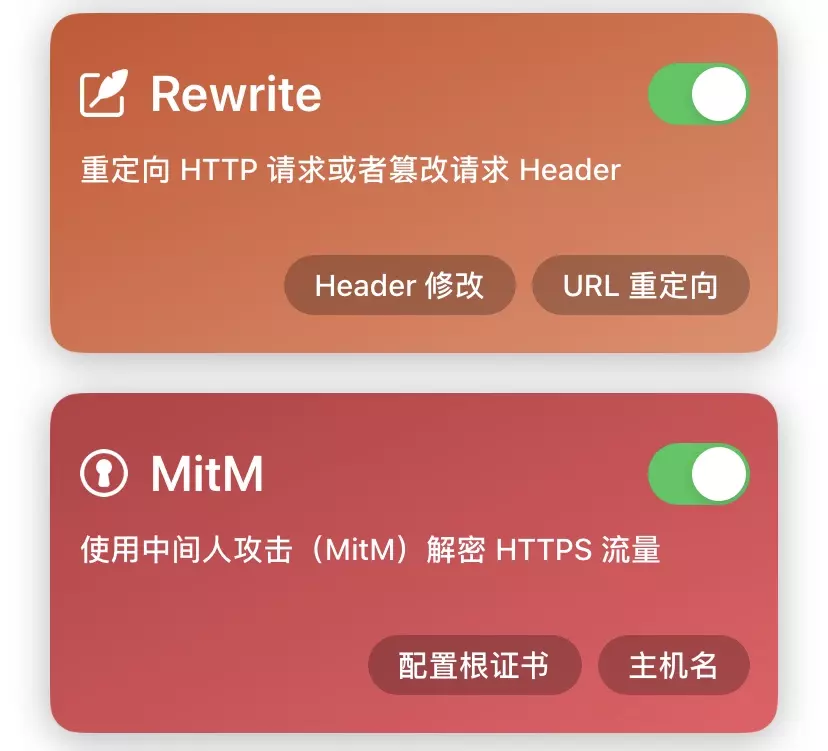 Rewrite
重定向 HTTP 请求或者篡改请求 Header
Header 修改 URL 重定向
MitM
使用中间人攻击（MitM）解密 HTTPS 流量
配置根证书 主机名